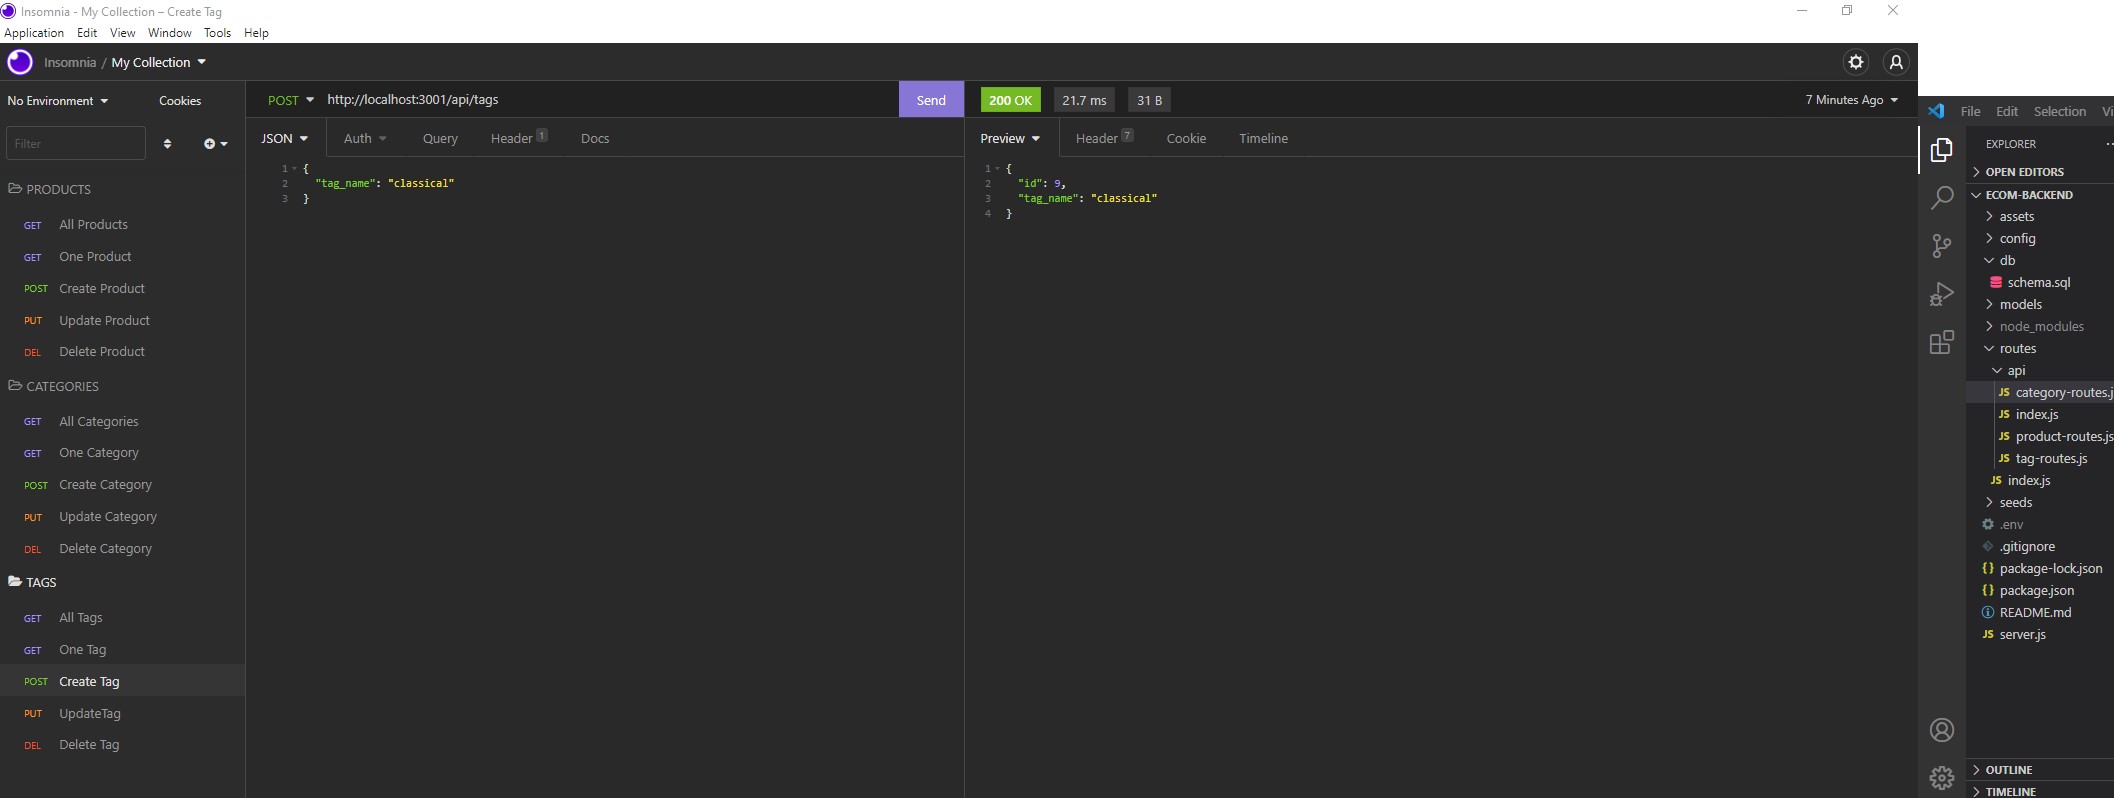 Insomnia - My Collection – Create Tag
Application Edit View Window Tools Help
Insomnia / My Collection
No Environment Cookies
Filter
PRODUCTS
GET All Products
GET One Product
POST Create Product
PUT Update Product
DEL Delete Product
CATEGORIES
GET All Categories
GET One Category
POST Create Category
PUT Update Category
DEL Delete Category
TAGS
GET All Tags
GET One Tag
POST Create Tag
PUT UpdateTag
DEL Delete Tag
POST http://localhost:3001/api/tags Send
JSON Auth Query Header 1 Docs
1 {
2 "tag_name": "classical"
3 }
200 OK 21.7 ms 31 B 7 Minutes Ago
Preview Header 7 Cookie Timeline
1 {
2 "id": 9,
3 "tag_name": "classical"
4 }
File Edit Selection Vi
EXPLORER
OPEN EDITORS
ECOM-BACKEND
assets
config
db
schema.sql
models
node_modules
routes
api
JS category-routes.j
JS index.js
JS product-routes.js
JS tag-routes.js
JS index.js
seeds
.env
.gitignore
{} package-lock.json
{} package.json
README.md
JS server.js
OUTLINE
TIMELINE